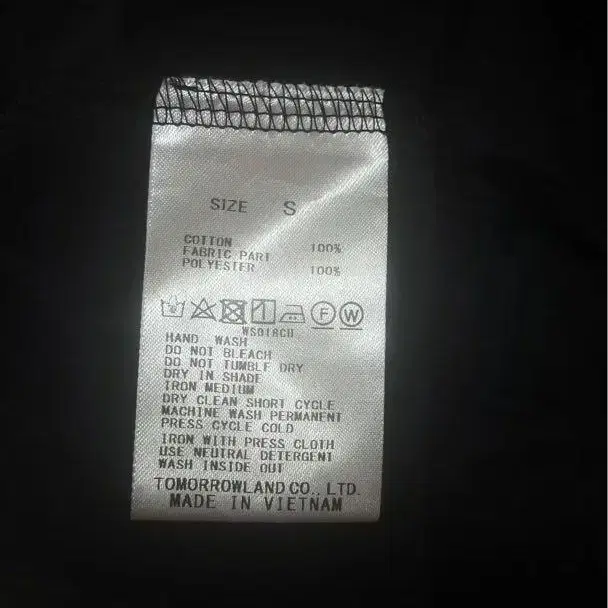 SIZE S
COTTON 100%
FABRIC PART
POLYESTER 100%
F W
WS018CU
HAND WASH
DO NOT BLEACH
DO NOT TUMBLE DRY
DRY IN SHADE
IRON MEDIUM
DRY CLEAN SHORT CYCLE
MACHINE WASH PERMANENT
PRESS CYCLE COLD
IRON WITH PRESS CLOTH
USE NEUTRAL DETERGENT
WASH INSIDE OUT
TOMORROWLAND CO., LTD.
MADE IN VIETNAM